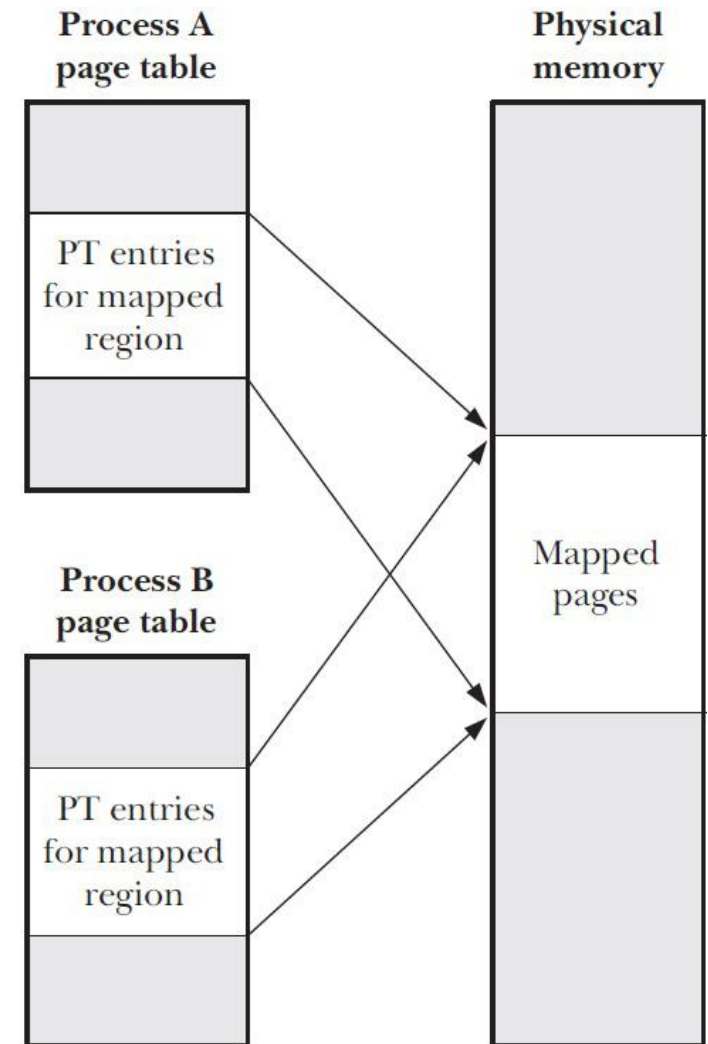 Process A
page table
PT entries
for mapped
region
Process B
page table
PT entries
for mapped
region
Physical
memory
Mapped
pages